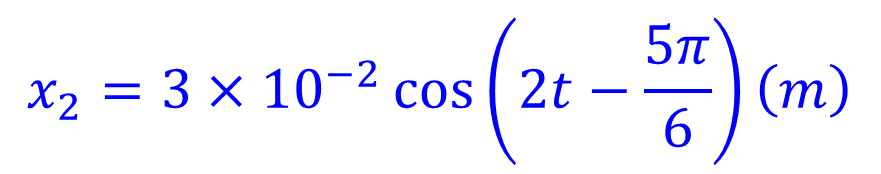 x₂ = 3 × 10⁻² cos(2t − 5π/6) (m)